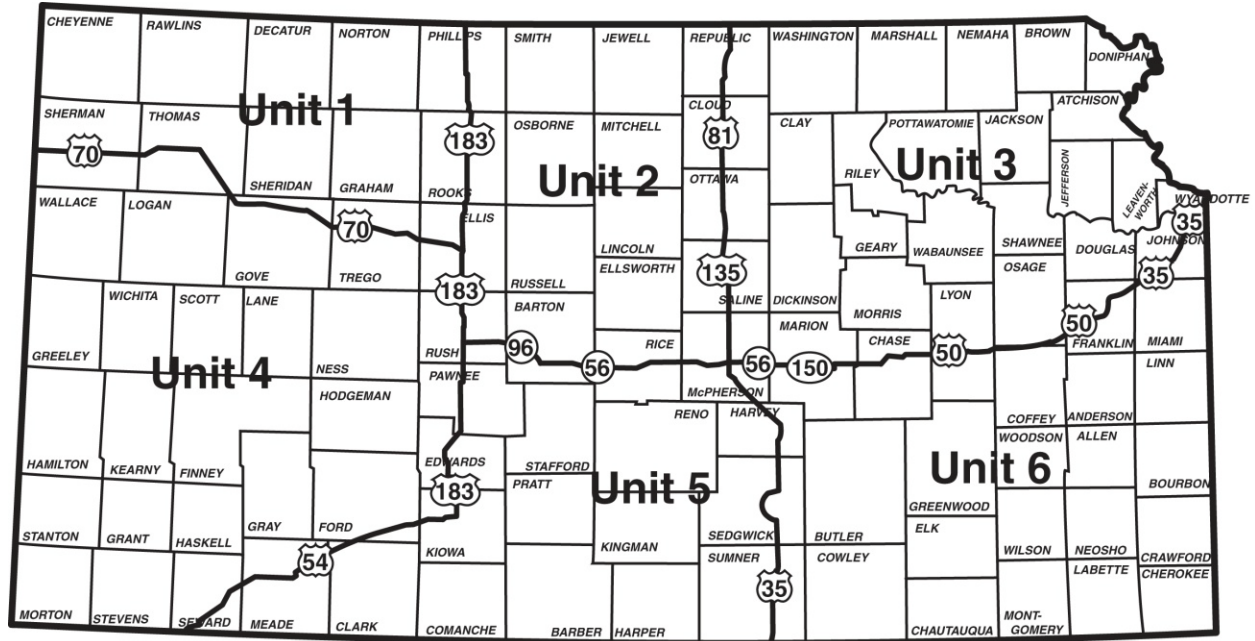 CHEYENNE RAWLINS DECATUR NORTON PHILLIPS SMITH JEWELL REPUBLIC WASHINGTON MARSHALL NEMAHA BROWN
DONIPHAN
ATCHISON
Unit 1
SHERMAN THOMAS
CLOUD
183
81
OSBORNE MITCHELL
CLAY
POTTAWATOMIE JACKSON
70
Unit 2
Unit 3
RILEY
OTTAWA
JEFFERSON
LEAVEN-
WORTH
SHERIDAN GRAHAM ROOKS
WYANDOTTE
WALLACE LOGAN
ELLIS
35
70
LINCOLN
GEARY
WABAUNSEE
SHAWNEE
DOUGLAS
JOHNSON
ELLSWORTH
OSAGE
GOVE TREGO
135
35
RUSSELL
183
WICHITA SCOTT LANE
BARTON
SALINE DICKINSON
LYON
MORRIS
MARION
50
GREELEY
RUSH
96
RICE
CHASE
FRANKLIN MIAMI
56
56
150
50
LINN
Unit 4
NESS
PAWNEE
HODGEMAN
McPHERSON
RENO HARVEY
COFFEY ANDERSON
WOODSON ALLEN
HAMILTON KEARNY FINNEY
EDWARDS
STAFFORD
PRATT
Unit 5
Unit 6
BOURBON
183
GREENWOOD
STANTON GRANT HASKELL
GRAY FORD
KIOWA
KINGMAN
SEDGWICK BUTLER
ELK
WILSON NEOSHO CRAWFORD
SUMNER COWLEY
LABETTE CHEROKEE
54
35
MORTON STEVENS SEWARD MEADE CLARK COMANCHE BARBER HARPER
CHAUTAUQUA
MONT-
GOMERY